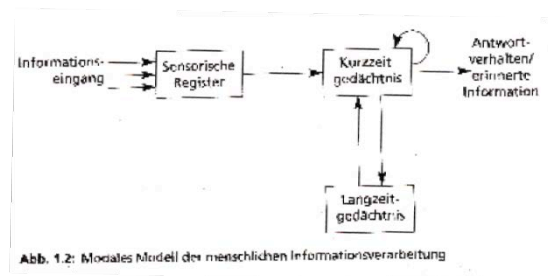 Informations-
eingang
Sensorische
Register
Kurzzeit
gedächtnis
Antwort-
verhalten/
erinnerte
Information
Langzeit-
gedächtnis
Abb. 1.2: Modales Modell der menschlichen Informationsverarbeitung